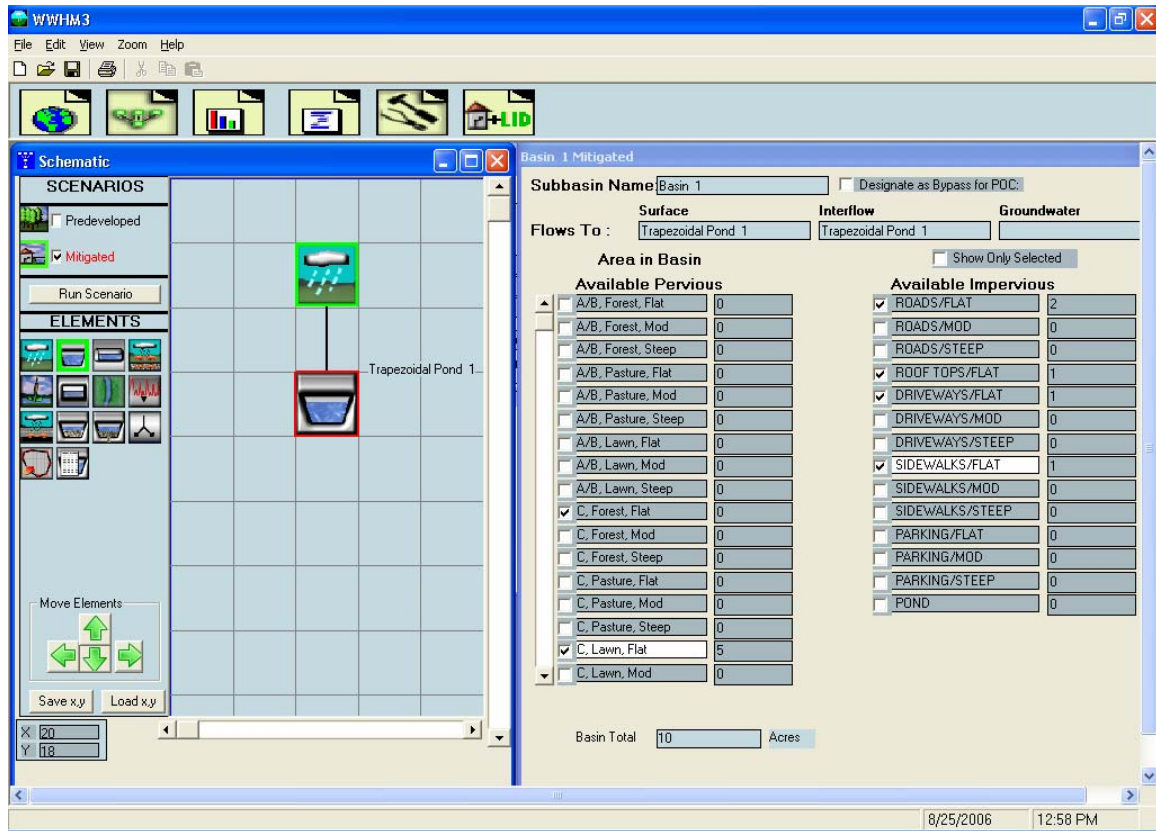 WWHM3
File Edit View Zoom Help
+LID
Schematic
SCENARIOS
Predeveloped
Mitigated
Run Scenario
ELEMENTS
Move Elements
Save x,y Load x,y
X 20
Y 18
Trapezoidal Pond 1
Basin 1 Mitigated
Subbasin Name: Basin 1 Designate as Bypass for POC:
Surface Interflow Groundwater
Flows To : Trapezoidal Pond 1 Trapezoidal Pond 1
Area in Basin Show Only Selected
Available Pervious Available Impervious
A/B, Forest, Flat 0 ROADS/FLAT 2
A/B, Forest, Mod 0 ROADS/MOD 0
A/B, Forest, Steep 0 ROADS/STEEP 0
A/B, Pasture, Flat 0 ROOF TOPS/FLAT 1
A/B, Pasture, Mod 0 DRIVEWAYS/FLAT 1
A/B, Pasture, Steep 0 DRIVEWAYS/MOD 0
A/B, Lawn, Flat 0 DRIVEWAYS/STEEP 0
A/B, Lawn, Mod 0 SIDEWALKS/FLAT 1
A/B, Lawn, Steep 0 SIDEWALKS/MOD 0
C, Forest, Flat 0 SIDEWALKS/STEEP 0
C, Forest, Mod 0 PARKING/FLAT 0
C, Forest, Steep 0 PARKING/MOD 0
C, Pasture, Flat 0 PARKING/STEEP 0
C, Pasture, Mod 0 POND 0
C, Pasture, Steep 0
C, Lawn, Flat 5
C, Lawn, Mod 0
Basin Total 10 Acres
8/25/2006 12:58 PM